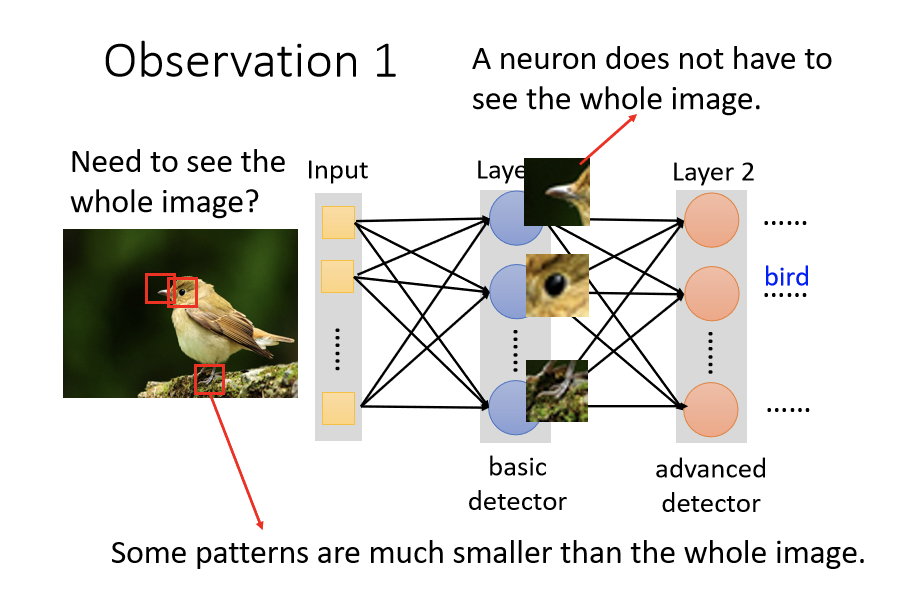 Observation 1
A neuron does not have to
see the whole image.
Need to see the
whole image?
Input
Laye
Layer 2
......
bird
......
......
basic
detector
advanced
detector
Some patterns are much smaller than the whole image.